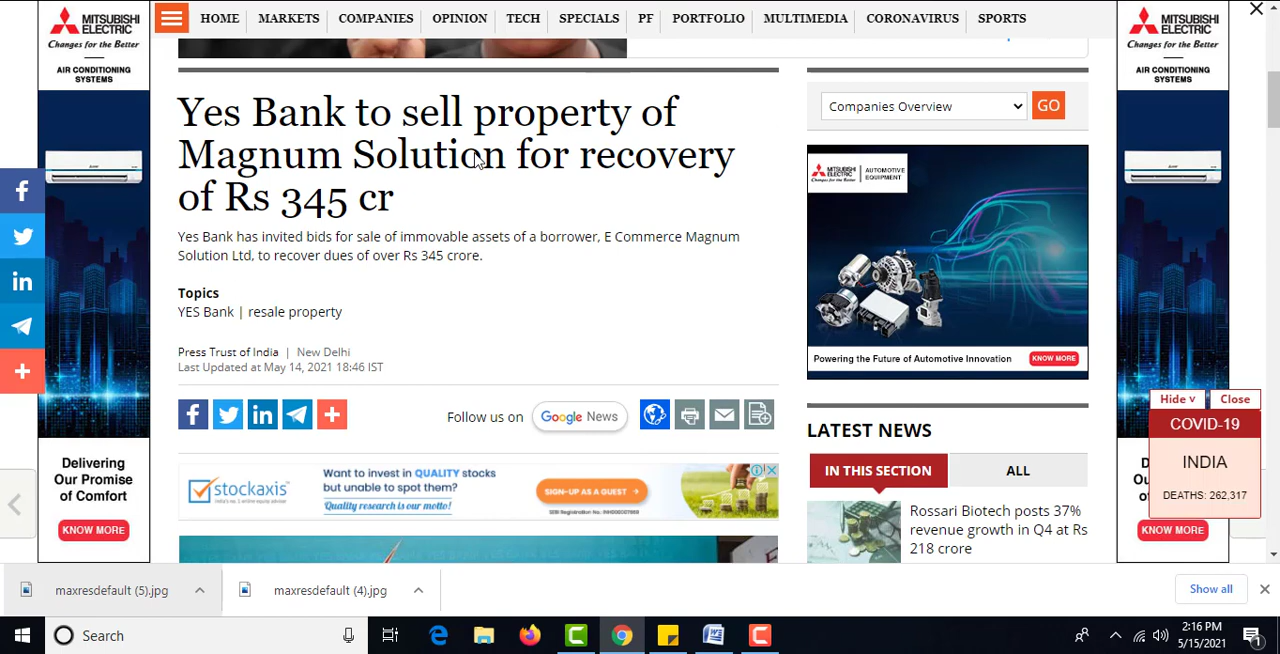 MITSUBISHI
ELECTRIC
Changes for the Better
AIR CONDITIONING
SYSTEMS
Delivering
Our Promise
of Comfort
KNOW MORE
HOME
MARKETS
COMPANIES
OPINION
TECH
SPECIALS
PF
PORTFOLIO
MULTIMEDIA
CORONAVIRUS
SPORTS
Yes Bank to sell property of
Magnum Solution for recovery
of Rs 345 cr
Yes Bank has invited bids for sale of immovable assets of a borrower, E Commerce Magnum
Solution Ltd, to recover dues of over Rs 345 crore.
Topics
YES Bank | resale property
Press Trust of India | New Delhi
Last Updated at May 14, 2021 18:46 IST
Follow us on
Google News
stockaxis
Want to invest in QUALITY stocks
but unable to spot them?
Quality research is our motto!
SIGN-UP AS A GUEST
Companies Overview
GO
MITSUBISHI
ELECTRIC
Changes for the Better
AUTOMOTIVE
EQUIPMENT
Powering the Future of Automotive Innovation
KNOW MORE
LATEST NEWS
IN THIS SECTION
ALL
Rossari Biotech posts 37%
revenue growth in Q4 at Rs
218 crore
MITSUBISHI
ELECTRIC
Changes for the Better
AIR CONDITIONING
SYSTEMS
Hide v
Close
COVID-19
INDIA
DEATHS: 262,317
KNOW MORE
maxresdefault (5).jpg
maxresdefault (4).jpg
Show all
Search
2:16 PM
5/15/2021
1